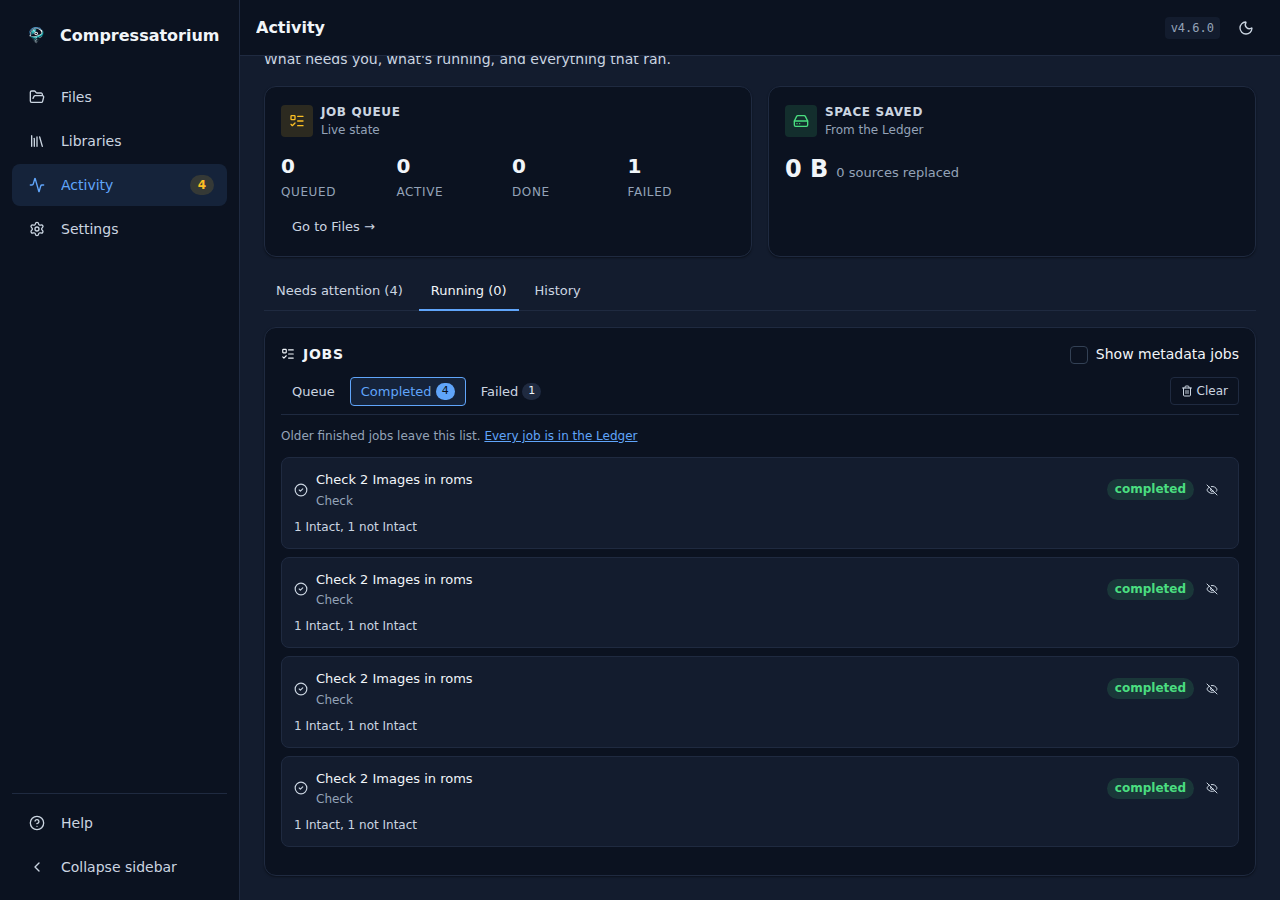 Compressatorium
Files
Libraries
Activity 4
Settings
Help
Collapse sidebar
Activity
v4.6.0
What needs you, what's running, and everything that ran.
JOB QUEUE
Live state
0 0 0 1
QUEUED ACTIVE DONE FAILED
Go to Files →
SPACE SAVED
From the Ledger
0 B 0 sources replaced
Needs attention (4) Running (0) History
JOBS
Show metadata jobs
Queue Completed 4 Failed 1
Clear
Older finished jobs leave this list. Every job is in the Ledger
Check 2 Images in roms
Check
completed
1 Intact, 1 not Intact
Check 2 Images in roms
Check
completed
1 Intact, 1 not Intact
Check 2 Images in roms
Check
completed
1 Intact, 1 not Intact
Check 2 Images in roms
Check
completed
1 Intact, 1 not Intact